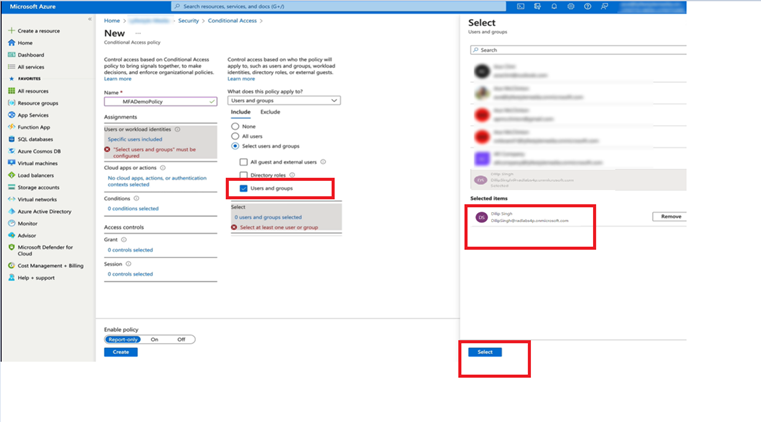 Microsoft Azure
Search resources, services, and docs (G+/)
Create a resource
Home
Dashboard
All services
FAVORITES
All resources
Resource groups
App Services
Function App
SQL databases
Azure Cosmos DB
Virtual machines
Load balancers
Storage accounts
Virtual networks
Azure Active Directory
Monitor
Advisor
Microsoft Defender for
Cloud
Cost Management + Billing
Help + support
Home > Security > Conditional Access >
New ...
Conditional Access policy
Control access based on Conditional Access
policy to bring signals together, to make
decisions, and enforce organizational policies.
Learn more
Name *
MFADemoPolicy
Assignments
Users or workload identities
Specific users included
"Select users and groups" must be
configured
Cloud apps or actions
No cloud apps, actions, or authentication
contexts selected
Conditions
0 conditions selected
Access controls
Grant
0 controls selected
Session
0 controls selected
Enable policy
Report-only On Off
Create
Control access based on who the policy will
apply to, such as users and groups, workload
identities, directory roles, or external guests.
Learn more
What does this policy apply to?
Users and groups
Include Exclude
None
All users
Select users and groups
All guest and external users
Directory roles
Users and groups
Select
0 users and groups selected
Select at least one user or group
Select
Users and groups
Search
DS
Dilip Singh
Selected
Selected items
DS
Dilip Singh
Remove
Select